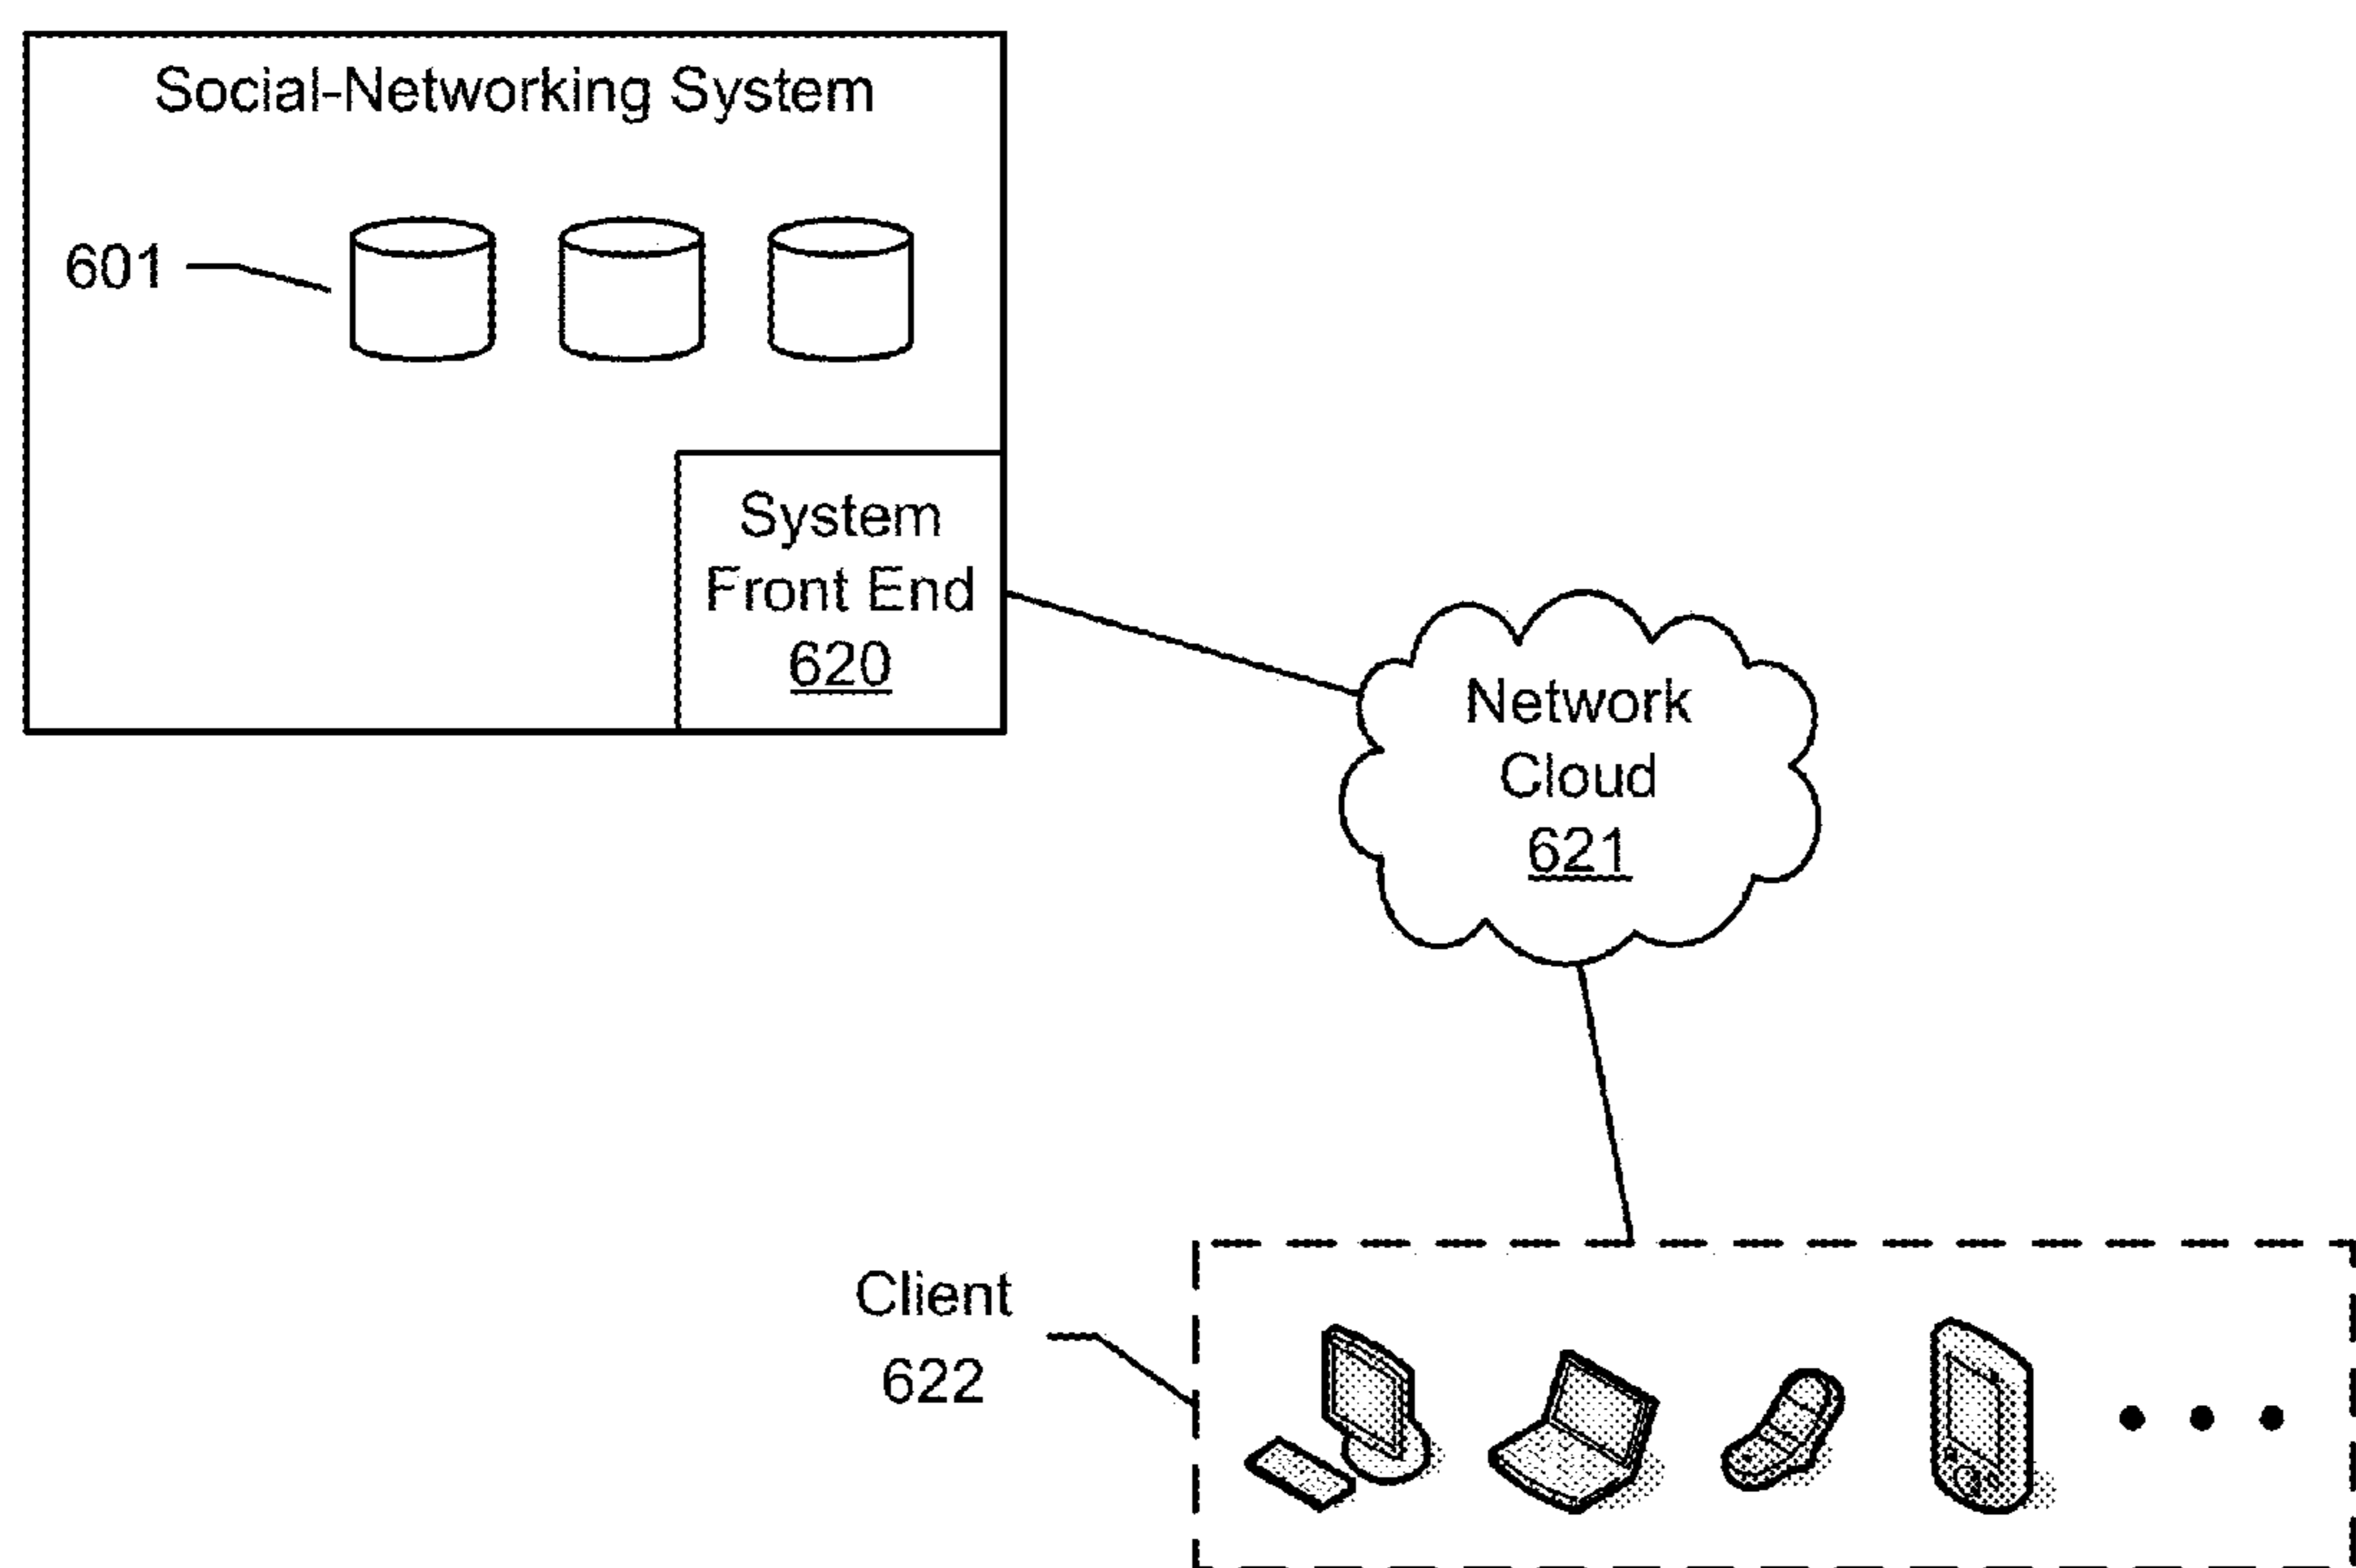 Social-Networking System
601
System
Front End
620
Network
Cloud
621
Client
622